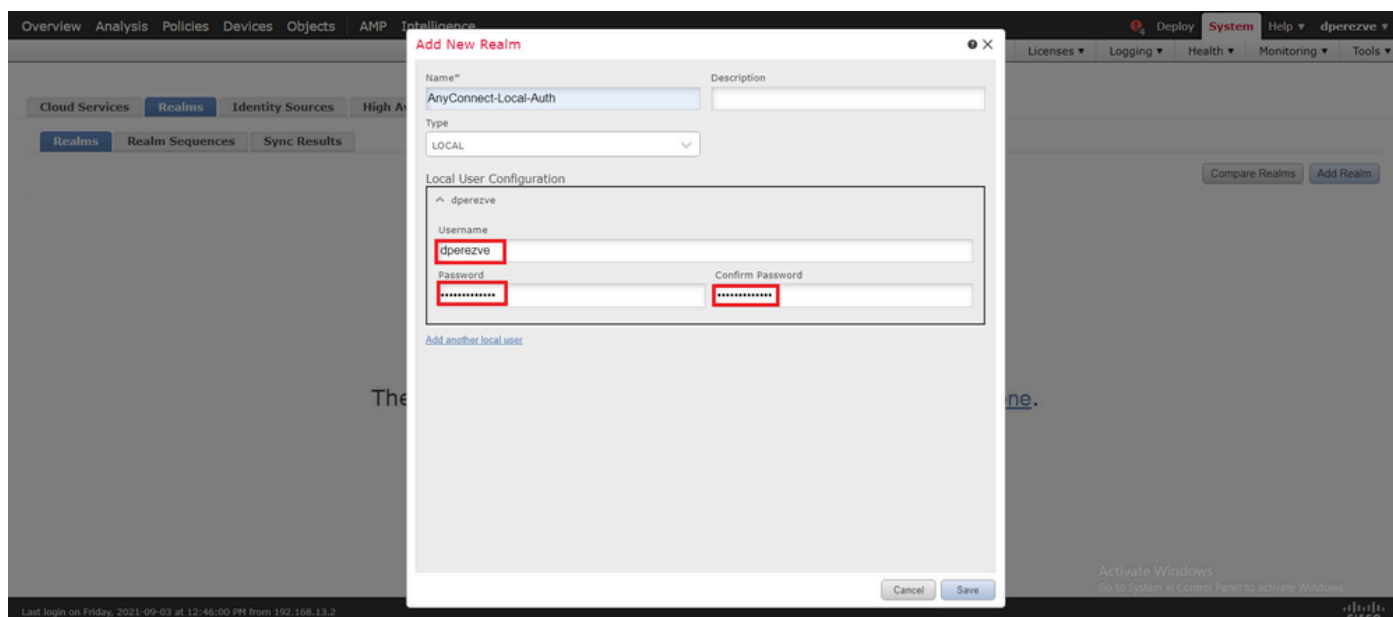 Overview Analysis Policies Devices Objects AMP Intelligence 4 Deploy System Help ▾ dperezve ▾
Licenses ▾ Logging ▾ Health ▾ Monitoring ▾ Tools ▾
Cloud Services Realms Identity Sources High A
Realms Realm Sequences Sync Results
Compare Realms Add Realm
Add New Realm
Name* Description
AnyConnect-Local-Auth
Type
LOCAL
Local User Configuration
dperezve
Username
dperezve
Password Confirm Password
••••••••••••• •••••••••••••
Add another local user
The
ne.
Cancel Save
Activate Windows
Go to System in Control Panel to activate Windows.
Last login on Friday, 2021-09-03 at 12:46:00 PM from 192.168.13.2
CISCO